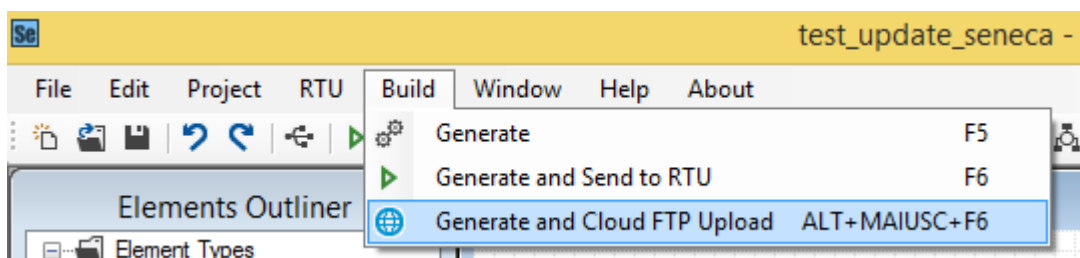 Se
test_update_seneca -
File Edit Project RTU Build Window Help About
Generate F5
Generate and Send to RTU F6
Elements Outliner
Generate and Cloud FTP Upload ALT+MAIUSC+F6
Element Types